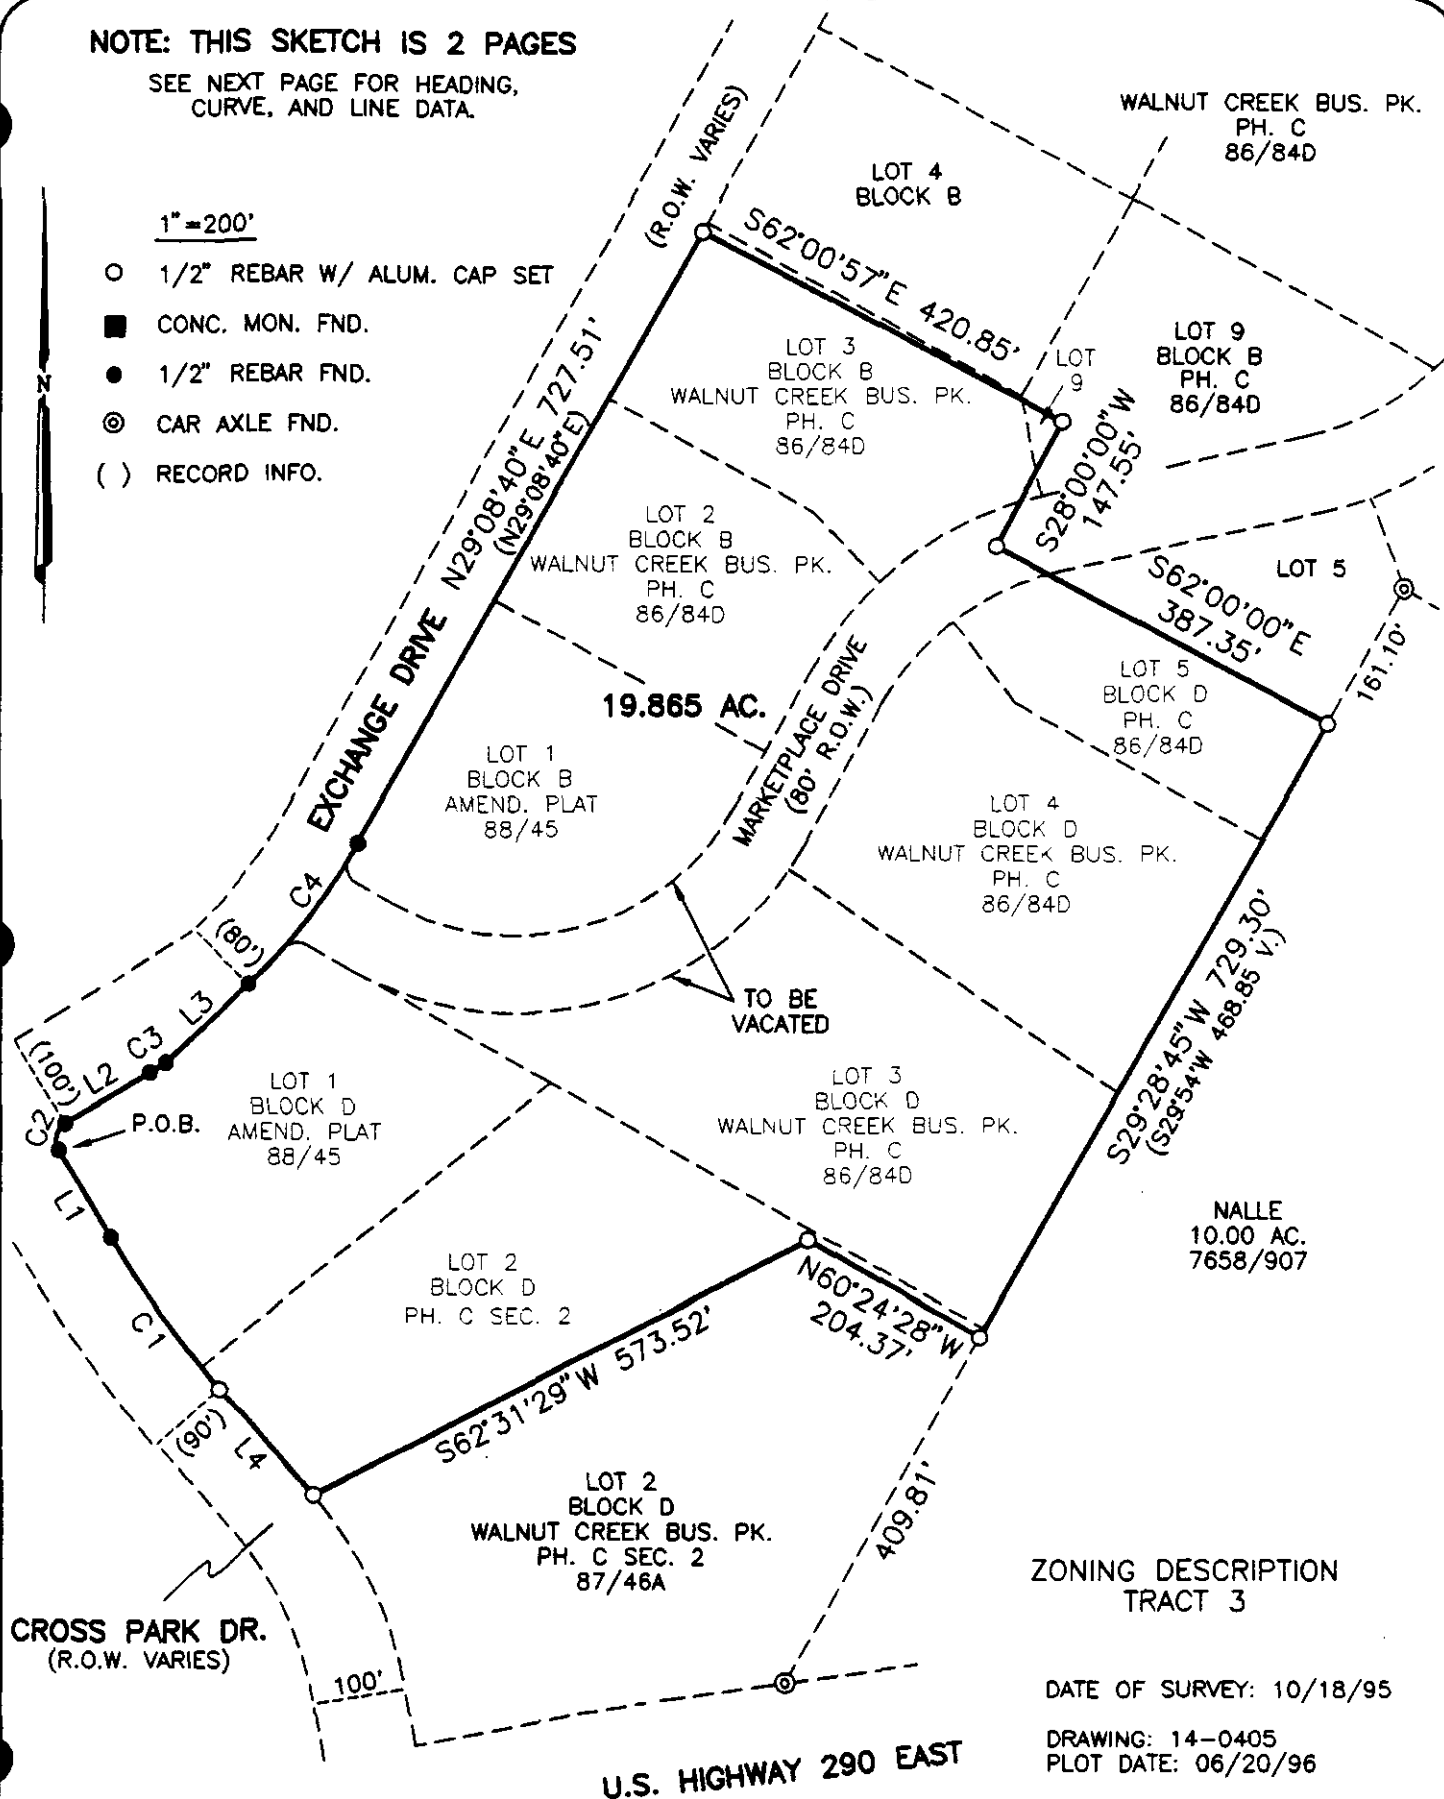 NOTE: THIS SKETCH IS 2 PAGES
SEE NEXT PAGE FOR HEADING,
CURVE, AND LINE DATA.
1"=200'
1/2" REBAR W/ ALUM. CAP SET
CONC. MON. FND.
1/2" REBAR FND.
CAR AXLE FND.
( ) RECORD INFO.
N
(R.O.W. VARIES)
WALNUT CREEK BUS. PK.
PH. C
86/84D
LOT 4
BLOCK B
S62°00'57"E 420.85'
LOT 3
BLOCK B
WALNUT CREEK BUS. PK.
PH. C
86/84D
LOT
9
LOT 9
BLOCK B
PH. C
86/84D
S28°00'00"W
147.55'
N29°08'40"E 727.51'
(N29°08'40"E)
LOT 2
BLOCK B
WALNUT CREEK BUS. PK.
PH. C
86/84D
S62°00'00"E
387.35'
LOT 5
161.10'
LOT 5
BLOCK D
PH. C
86/84D
EXCHANGE DRIVE
19.865 AC.
MARKETPLACE DRIVE
(80' R.O.W.)
LOT 1
BLOCK B
AMEND. PLAT
88/45
LOT 4
BLOCK D
WALNUT CREEK BUS. PK.
PH. C
86/84D
C4
(80')
L3
C3
L2
(100')
C2
P.O.B.
L1
TO BE
VACATED
S29°28'45"W 729.30'
(S29°54'W 468.85 V.)
LOT 1
BLOCK D
AMEND. PLAT
88/45
LOT 3
BLOCK D
WALNUT CREEK BUS. PK.
PH. C
86/84D
NALLE
10.00 AC.
7658/907
LOT 2
BLOCK D
PH. C SEC. 2
C1
N60°24'28"W
204.37'
S62°31'29"W 573.52'
(90')
L4
LOT 2
BLOCK D
WALNUT CREEK BUS. PK.
PH. C SEC. 2
87/46A
409.81'
ZONING DESCRIPTION
TRACT 3
CROSS PARK DR.
(R.O.W. VARIES)
100'
DATE OF SURVEY: 10/18/95
DRAWING: 14-0405
PLOT DATE: 06/20/96
U.S. HIGHWAY 290 EAST